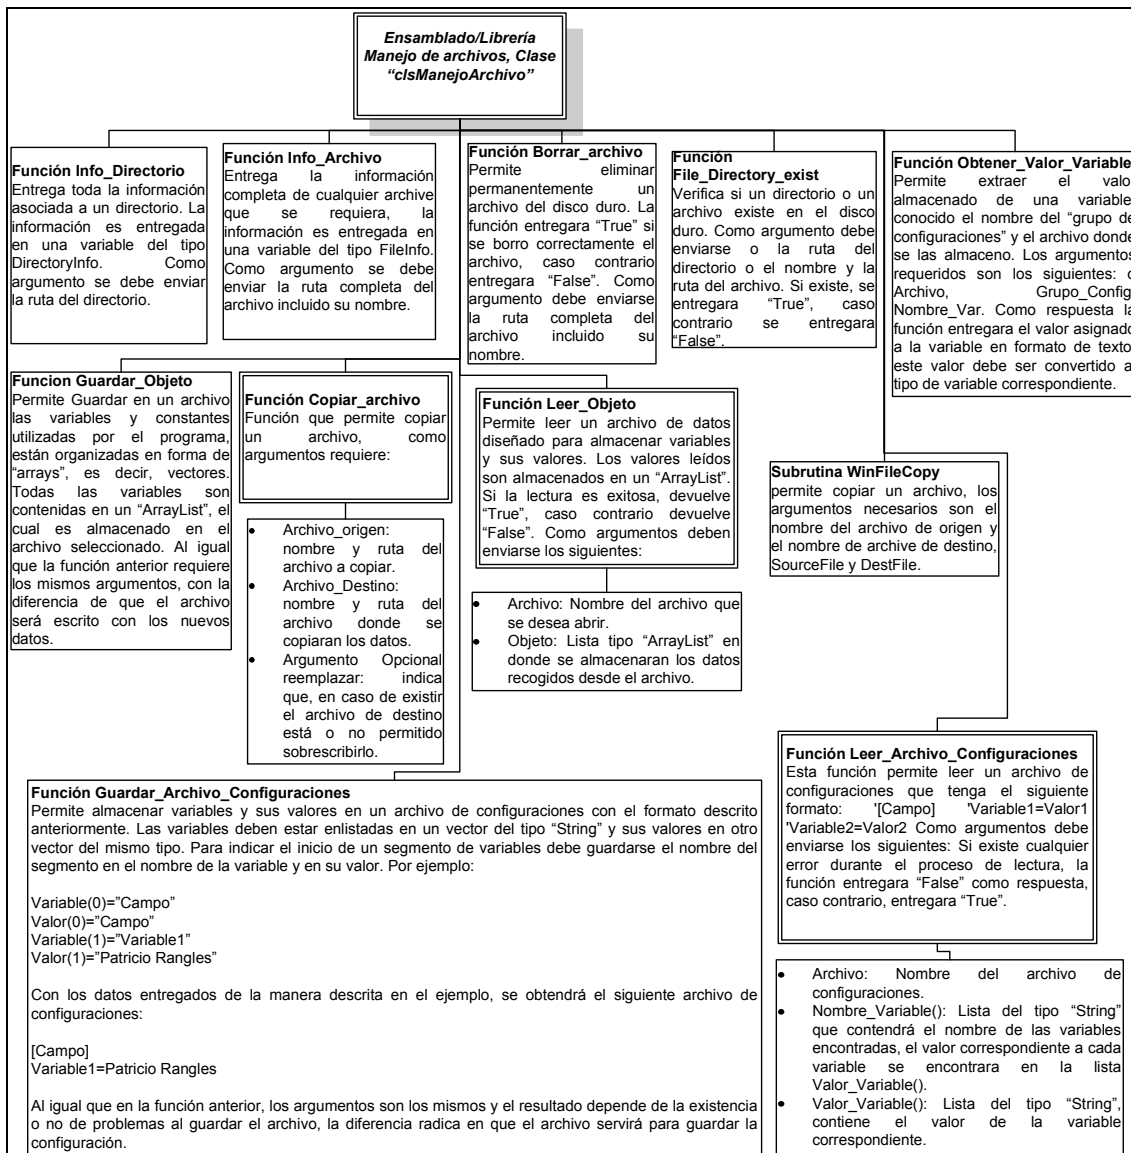 Ensamblado/Librería
Manejo de archivos, Clase
“clsManejoArchivo”
Función Info_Directorio
Entrega toda la información
asociada a un directorio. La
información es entregada
en una variable del tipo
DirectoryInfo. Como
argumento se debe enviar
la ruta del directorio.
Función Info_Archivo
Entrega la información
completa de cualquier archive
que se requiera, la
información es entregada en
una variable del tipo FileInfo.
Como argumento se debe
enviar la ruta completa del
archivo incluido su nombre.
Función Borrar_archivo
Permite eliminar
permanentemente un
archivo del disco duro. La
función entregara “True” si
se borro correctamente el
archivo, caso contrario
entregara “False”. Como
argumento debe enviarse
la ruta completa del
archivo incluido su
nombre.
Función
File_Directory_exist
Verifica si un directorio o un
archivo existe en el disco
duro. Como argumento debe
enviarse o la ruta del
directorio o el nombre y la
ruta del archivo. Si existe, se
entregara “True”, caso
contrario se entregara
“False”.
Función Obtener_Valor_Variable
Permite extraer el valor
almacenado de una variable,
conocido el nombre del “grupo de
configuraciones” y el archivo donde
se las almaceno. Los argumentos
requeridos son los siguientes: o
Archivo, Grupo_Config,
Nombre_Var. Como respuesta la
función entregara el valor asignado
a la variable en formato de texto,
este valor debe ser convertido al
tipo de variable correspondiente.
Funcion Guardar_Objeto
Permite Guardar en un archivo
las variables y constantes
utilizadas por el programa,
están organizadas en forma de
“arrays”, es decir, vectores.
Todas las variables son
contenidas en un “ArrayList”, el
cual es almacenado en el
archivo seleccionado. Al igual
que la función anterior requiere
los mismos argumentos, con la
diferencia de que el archivo
será escrito con los nuevos
datos.
Función Copiar_archivo
Función que permite copiar
un archivo, como
argumentos requiere:
• Archivo_origen:
nombre y ruta del
archivo a copiar.
• Archivo_Destino:
nombre y ruta del
archivo donde se
copiaran los datos.
• Argumento Opcional
reemplazar: indica
que, en caso de existir
el archivo de destino
está o no permitido
sobrescribirlo.
Función Leer_Objeto
Permite leer un archivo de datos
diseñado para almacenar variables
y sus valores. Los valores leídos
son almacenados en un “ArrayList”.
Si la lectura es exitosa, devuelve
“True”, caso contrario devuelve
“False”. Como argumentos deben
enviarse los siguientes:
• Archivo: Nombre del archivo que
se desea abrir.
• Objeto: Lista tipo “ArrayList” en
donde se almacenaran los datos
recogidos desde el archivo.
Subrutina WinFileCopy
permite copiar un archivo, los
argumentos necesarios son el
nombre del archivo de origen y
el nombre de archive de destino,
SourceFile y DestFile.
Función Leer_Archivo_Configuraciones
Esta función permite leer un archivo de
configuraciones que tenga el siguiente
formato: '[Campo] 'Variable1=Valor1
'Variable2=Valor2 Como argumentos debe
enviarse los siguientes: Si existe cualquier
error durante el proceso de lectura, la
función entregara “False” como respuesta,
caso contrario, entregara “True”.
• Archivo: Nombre del archivo de
configuraciones.
• Nombre_Variable(): Lista del tipo “String”
que contendrá el nombre de las variables
encontradas, el valor correspondiente a cada
variable se encontrara en la lista
Valor_Variable().
• Valor_Variable(): Lista del tipo “String”,
contiene el valor de la variable
correspondiente.
Función Guardar_Archivo_Configuraciones
Permite almacenar variables y sus valores en un archivo de configuraciones con el formato descrito
anteriormente. Las variables deben estar enlistadas en un vector del tipo “String” y sus valores en otro
vector del mismo tipo. Para indicar el inicio de un segmento de variables debe guardarse el nombre del
segmento en el nombre de la variable y en su valor. Por ejemplo:
Variable(0)=”Campo”
Valor(0)=”Campo”
Variable(1)=”Variable1”
Valor(1)=”Patricio Rangles”
Con los datos entregados de la manera descrita en el ejemplo, se obtendrá el siguiente archivo de
configuraciones:
[Campo]
Variable1=Patricio Rangles
Al igual que en la función anterior, los argumentos son los mismos y el resultado depende de la existencia
o no de problemas al guardar el archivo, la diferencia radica en que el archivo servirá para guardar la
configuración.